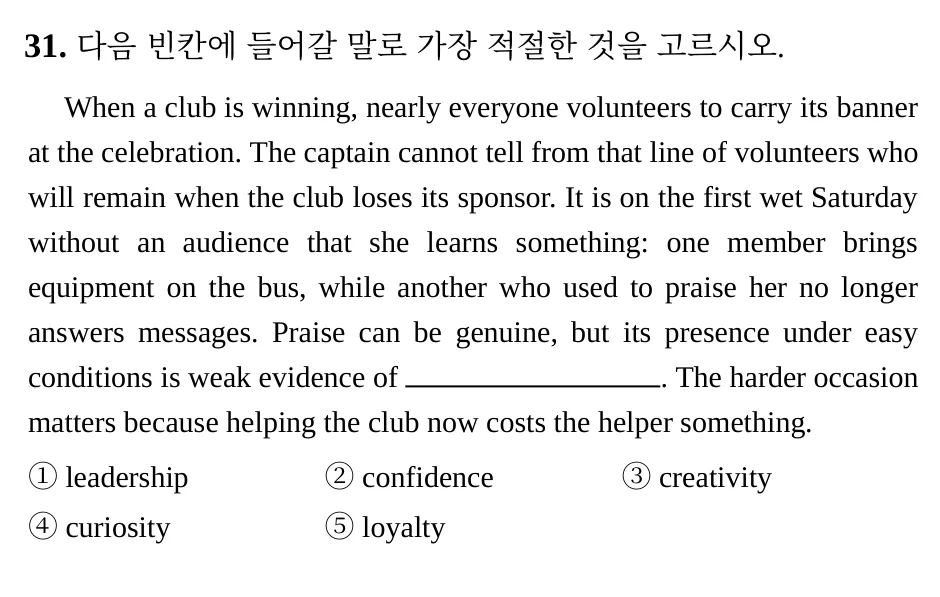 31. 다음 빈칸에 들어갈 말로 가장 적절한 것을 고르시오.
When a club is winning, nearly everyone volunteers to carry its banner
at the celebration. The captain cannot tell from that line of volunteers who
will remain when the club loses its sponsor. It is on the first wet Saturday
without an audience that she learns something: one member brings
equipment on the bus, while another who used to praise her no longer
answers messages. Praise can be genuine, but its presence under easy
conditions is weak evidence of ________________. The harder occasion
matters because helping the club now costs the helper something.
① leadership ② confidence ③ creativity
④ curiosity ⑤ loyalty